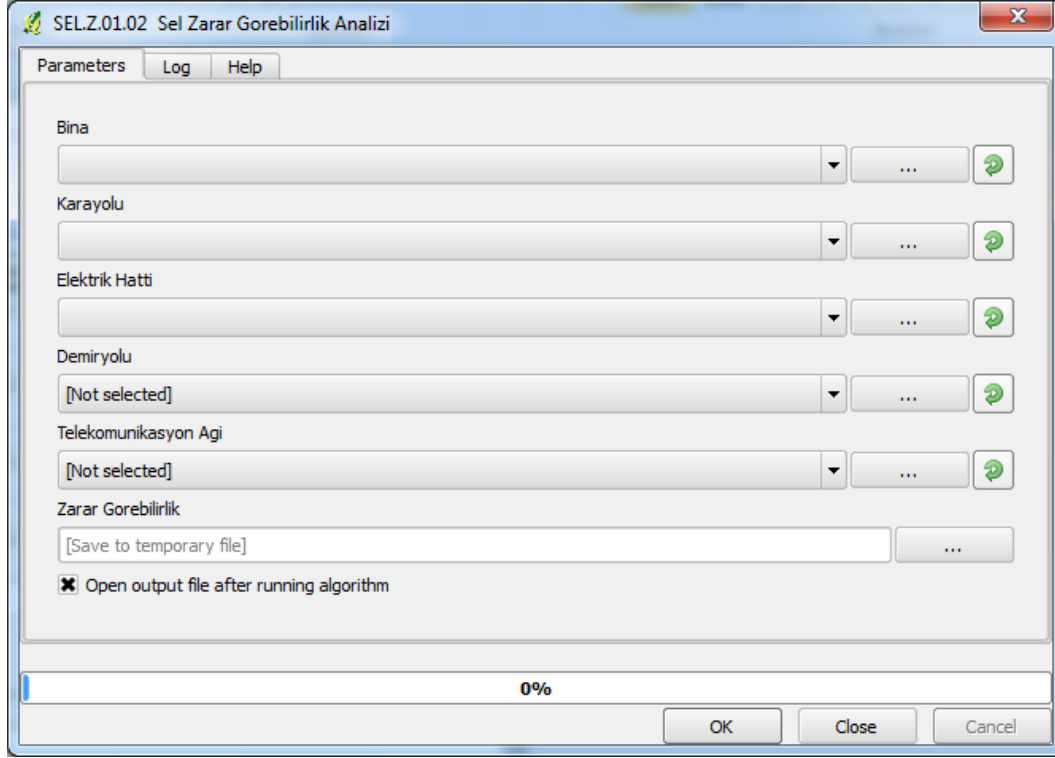 SEL.Z.01.02 Sel Zarar Gorebilirlik Analizi
Parameters Log Help
Bina
...
Karayolu
...
Elektrik Hatti
...
Demiryolu
[Not selected] ...
Telekomunikasyon Agi
[Not selected] ...
Zarar Gorebilirlik
[Save to temporary file] ...
Open output file after running algorithm
0%
OK Close Cancel